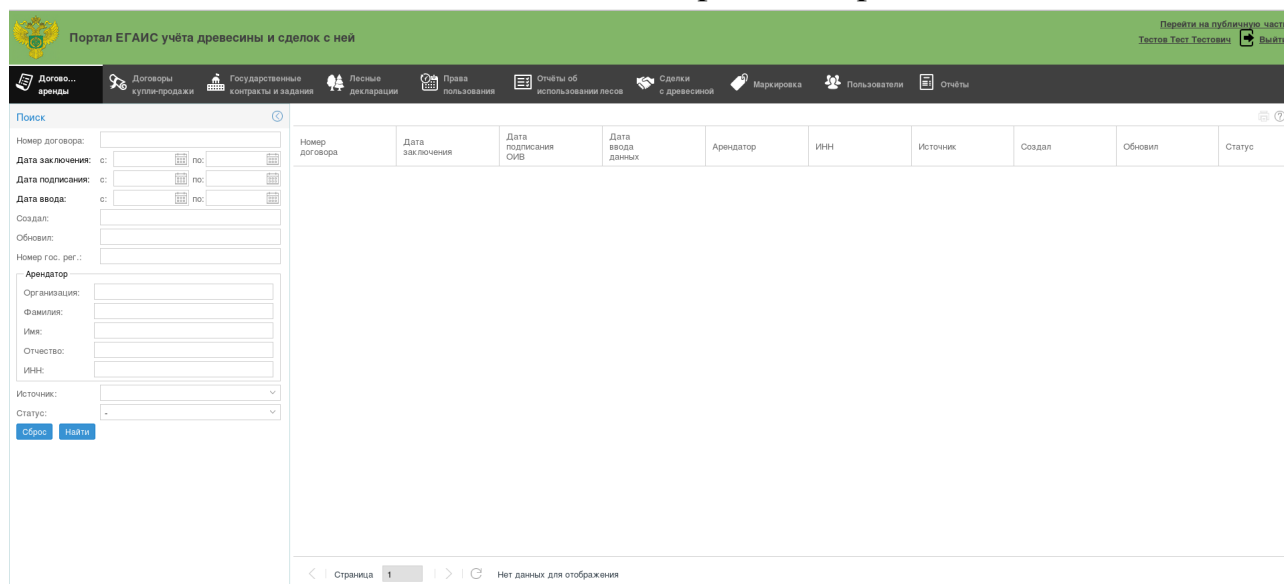 Перейти на публичную часть
Портал ЕГАИС учёта древесины и сделок с ней
Тестов Тест Тестович Выйти
Догово...
аренды
Договоры
купли-продажи
Государственные
контракты и задания
Лесные
декларации
Права
пользования
Отчёты об
использовании лесов
Сделки
с древесиной
Маркировка
Пользователи
Отчёты
Поиск
Номер договора:
Дата заключения: с: по:
Дата подписания: с: по:
Дата ввода: с: по:
Создал:
Обновил:
Номер гос. рег.:
Арендатор
Организация:
Фамилия:
Имя:
Отчество:
ИНН:
Источник:
Статус: -
Сброс Найти
Номер
договора
Дата
заключения
Дата
подписания
ОИВ
Дата
ввода
данных
Арендатор
ИНН
Источник
Создал
Обновил
Статус
Страница 1
Нет данных для отображения